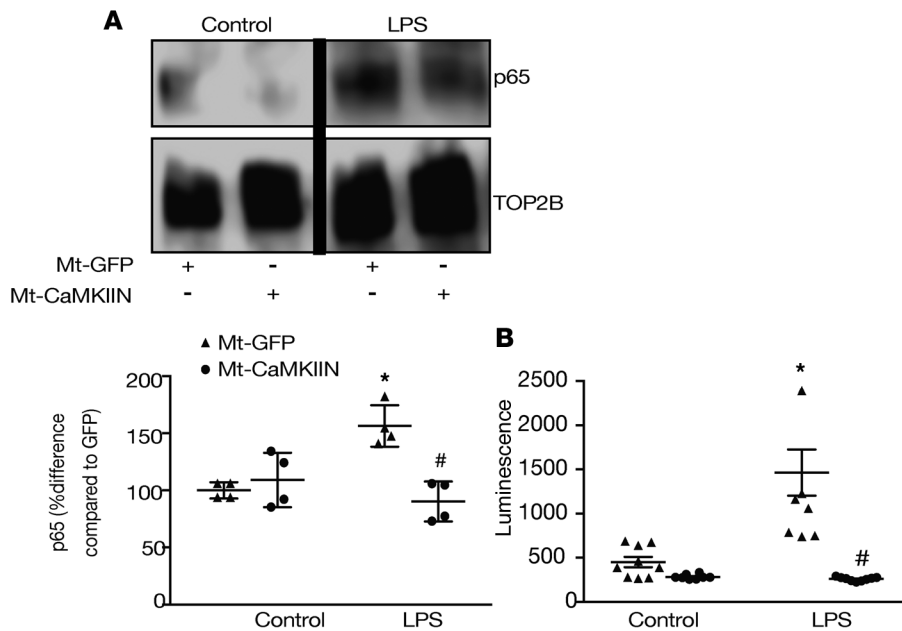 A
Control LPS
p65
TOP2B
Mt-GFP + - + -
Mt-CaMKIIN - + - +
▲ Mt-GFP
● Mt-CaMKIIN
p65 (%difference
compared to GFP)
200
150
100
50
0
*
#
Control LPS
B
Luminescence
2500
2000
1500
1000
500
0
*
#
Control LPS